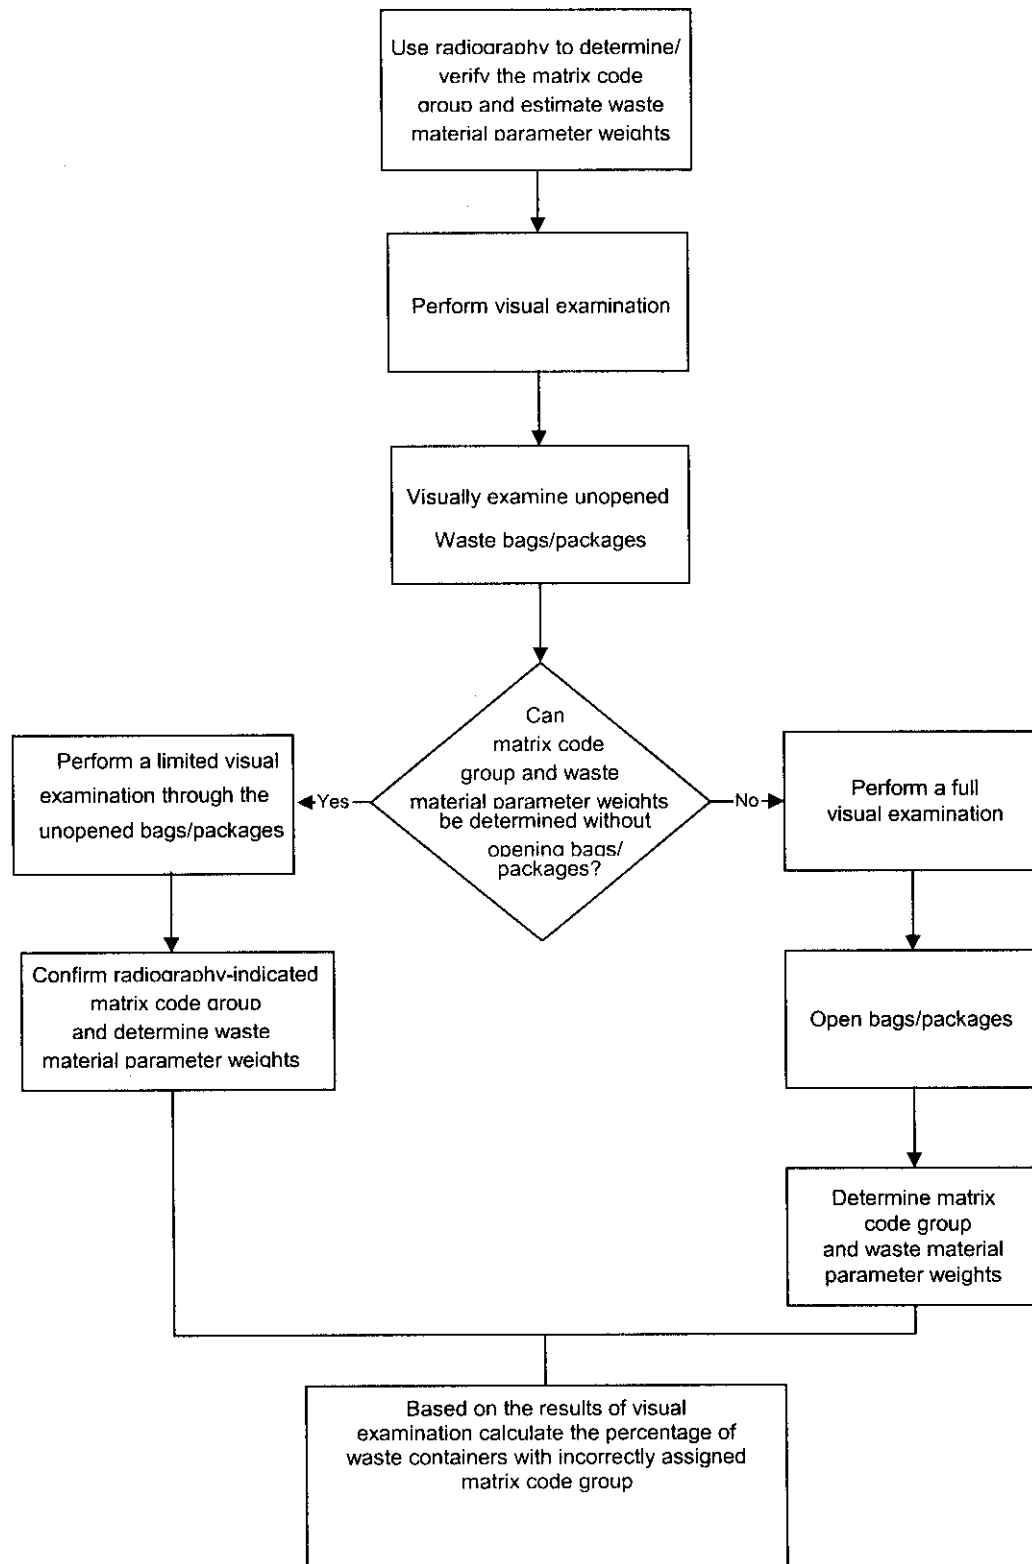 Use radiography to determine/
verify the matrix code
group and estimate waste
material parameter weights
Perform visual examination
Visually examine unopened
Waste bags/packages
Can
matrix code
group and waste
material parameter weights
be determined without
opening bags/
packages?
Yes
No
Perform a limited visual
examination through the
unopened bags/packages
Confirm radiography-indicated
matrix code group
and determine waste
material parameter weights
Perform a full
visual examination
Open bags/packages
Determine matrix
code group
and waste material
parameter weights
Based on the results of visual
examination calculate the percentage of
waste containers with incorrectly assigned
matrix code group